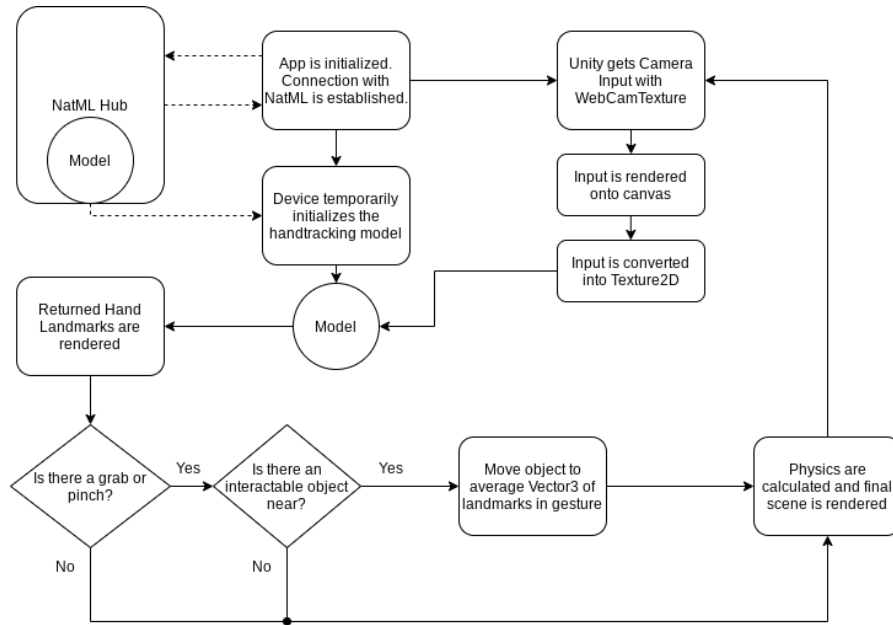 NatML Hub
Model
App is initialized.
Connection with
NatML is established.
Unity gets Camera
Input with
WebCamTexture
Device temporarily
initializes the
handtracking model
Input is rendered
onto canvas
Input is converted
into Texture2D
Model
Returned Hand
Landmarks are
rendered
Is there a grab or
pinch?
Yes
No
Is there an
interactable object
near?
Yes
No
Move object to
average Vector3 of
landmarks in gesture
Physics are
calculated and final
scene is rendered